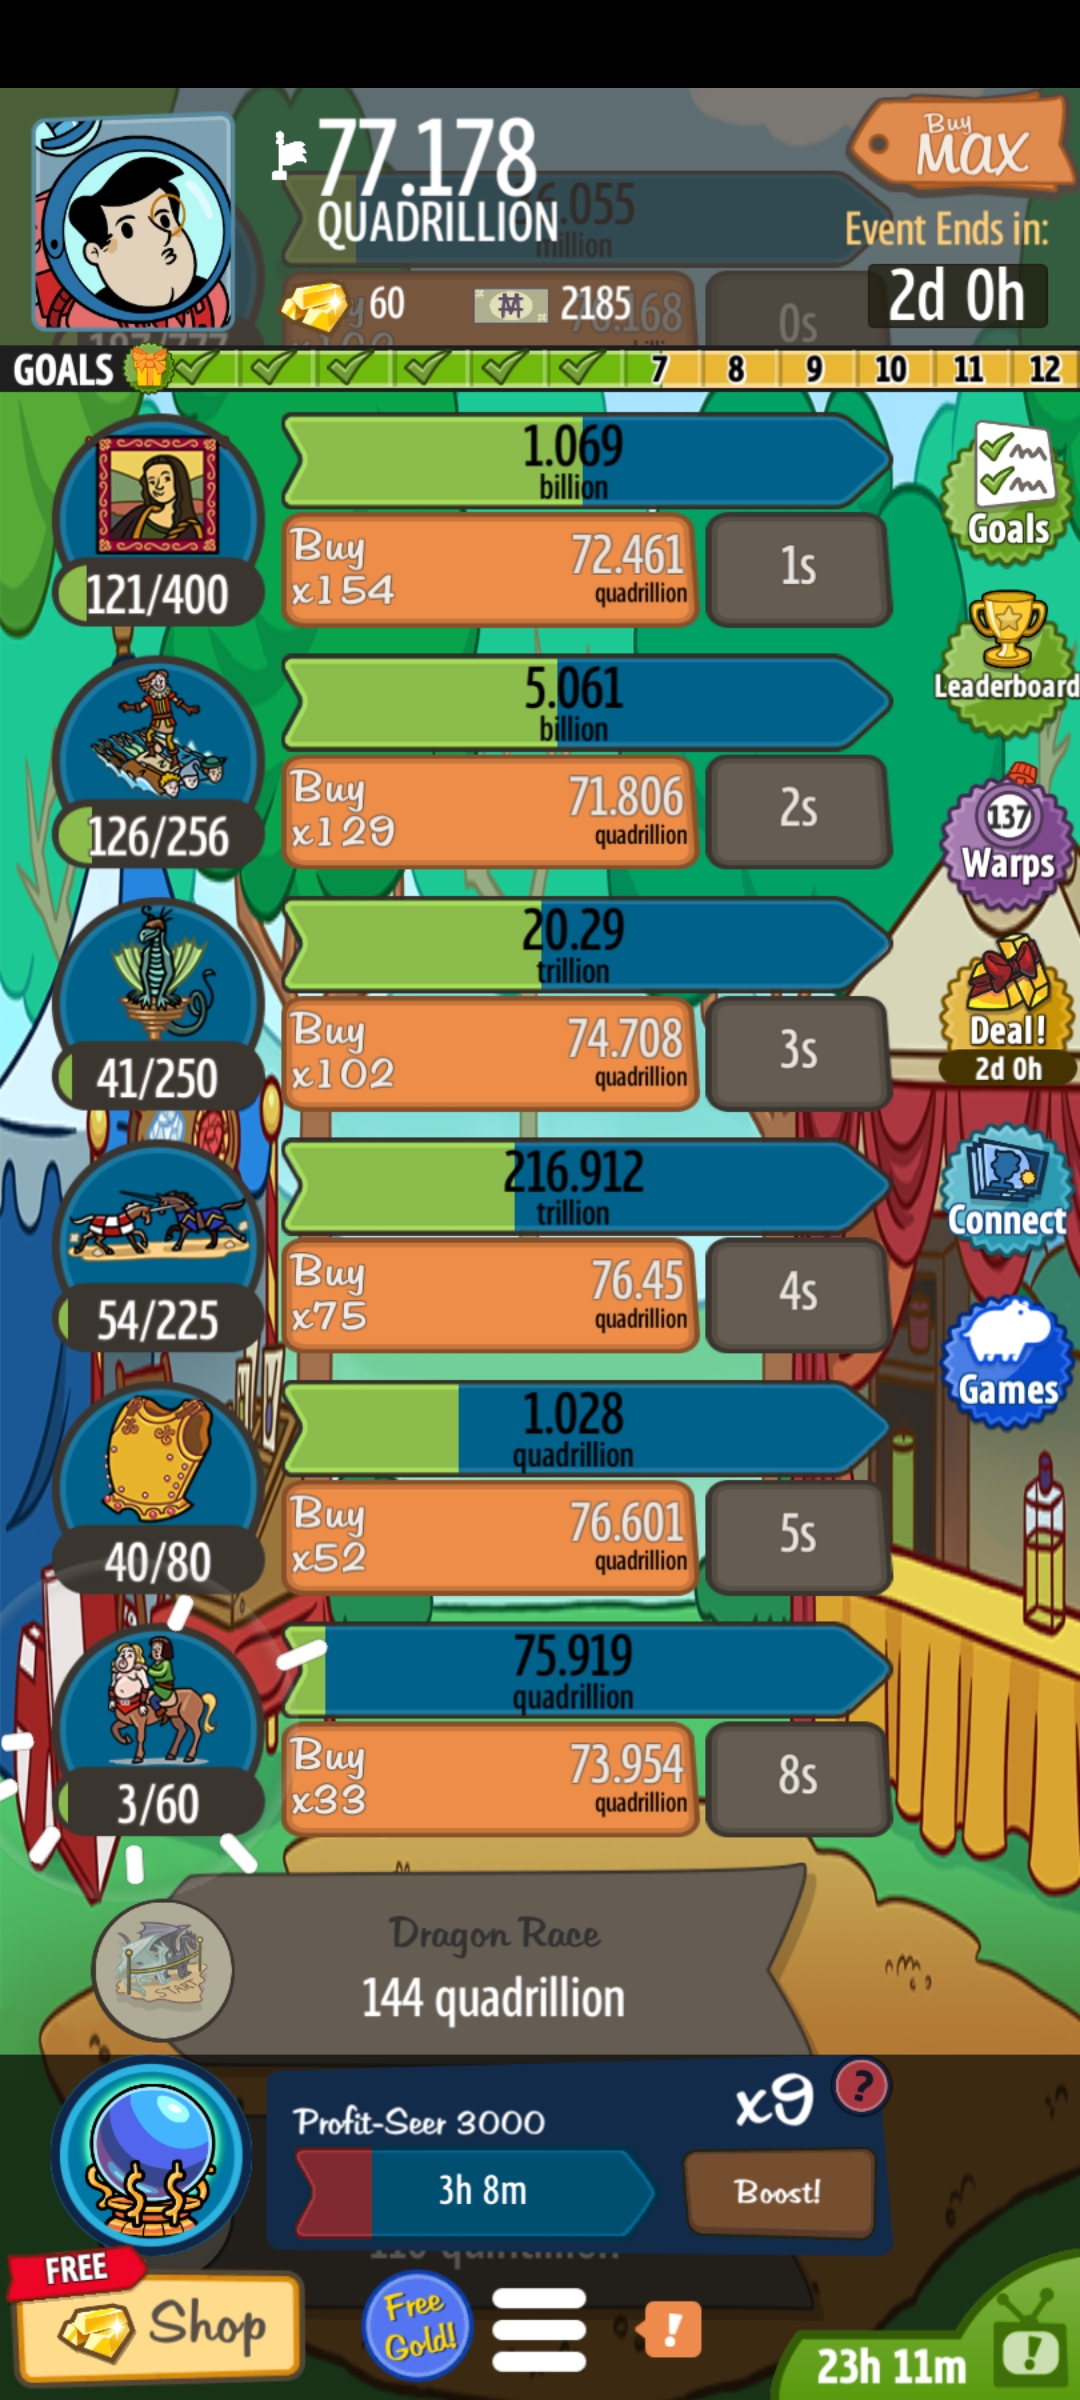 77.178
QUADRILLION
Buy
MAX
Event Ends in:
2d 0h
6.055
million
60
2185
0s
GOALS
7 8 9 10 11 12
1.069
billion
Buy
x154
72.461
quadrillion
1s
121/400
Goals
5.061
billion
Buy
x129
71.806
quadrillion
2s
126/256
Leaderboard
137
Warps
20.29
trillion
Buy
x102
74.708
quadrillion
3s
41/250
Deal!
2d 0h
216.912
trillion
Buy
x75
76.45
quadrillion
4s
54/225
Connect
Games
1.028
quadrillion
Buy
x52
76.601
quadrillion
5s
40/80
75.919
quadrillion
Buy
x33
73.954
quadrillion
8s
3/60
START
Dragon Race
144 quadrillion
Profit-Seer 3000
x9
?
3h 8m
Boost!
FREE
Shop
Free
Gold!
!
23h 11m
!